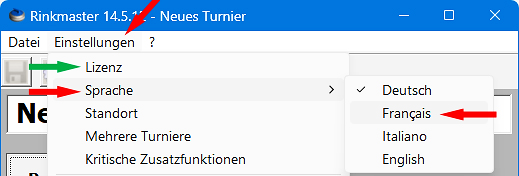 Rinkmaster 14.5.12 - Neues Turnier
Datei Einstellungen ?
Lizenz
Sprache
Deutsch
Standort
Français
Mehrere Turniere
Italiano
Kritische Zusatzfunktionen
English
Ne